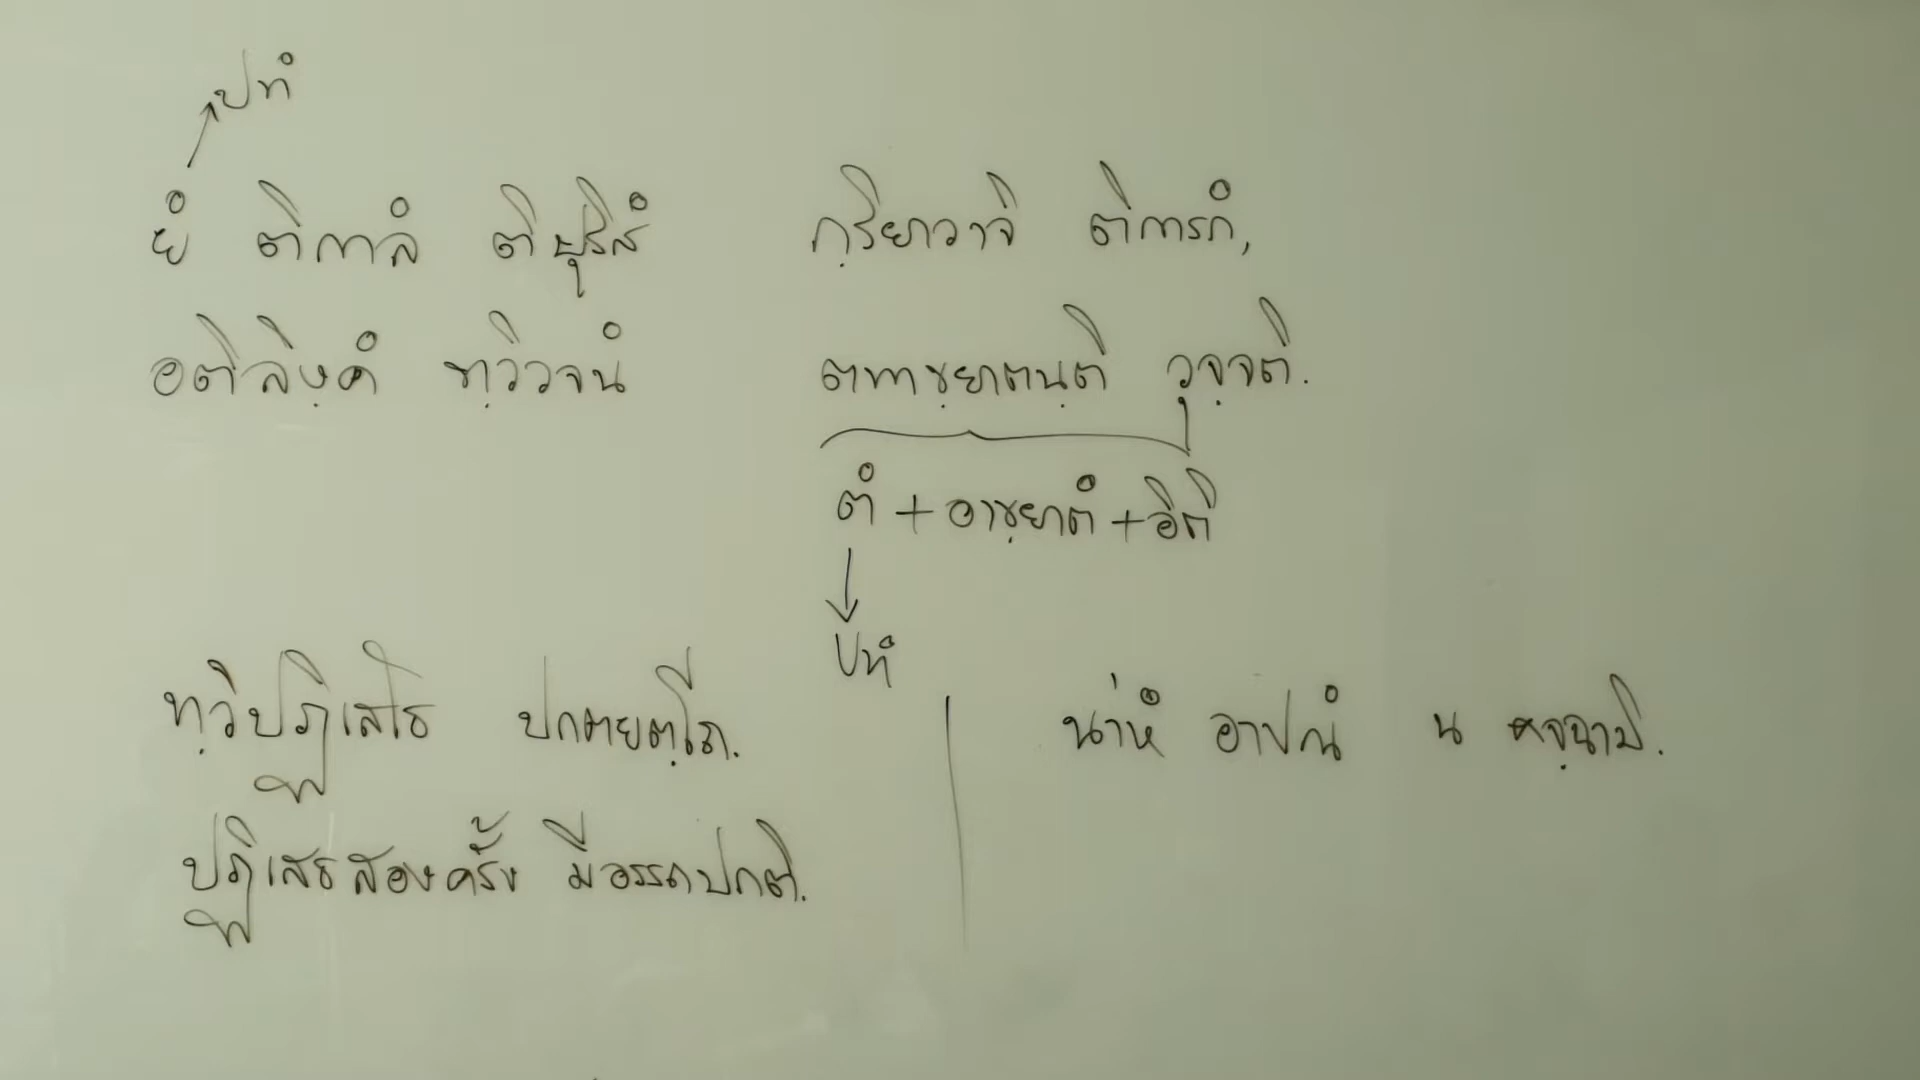 ปทํ
ยํ ติกาลํ ติปุริสํ กฺริยาวาจิ ติการกํ,
อติลิงฺคํ ทฺวิวจนํ ตทาขฺยาตนฺติ วุจฺจติ.
ตํ + อาขฺยาตํ + อิติ
ปทํ
ทฺวิปฏิเสโธ ปกตฺยตฺโถ. นาหํ อาปณํ น คจฺฉามิ.
ปฏิเสธสองครั้ง มีอรรถปกติ.